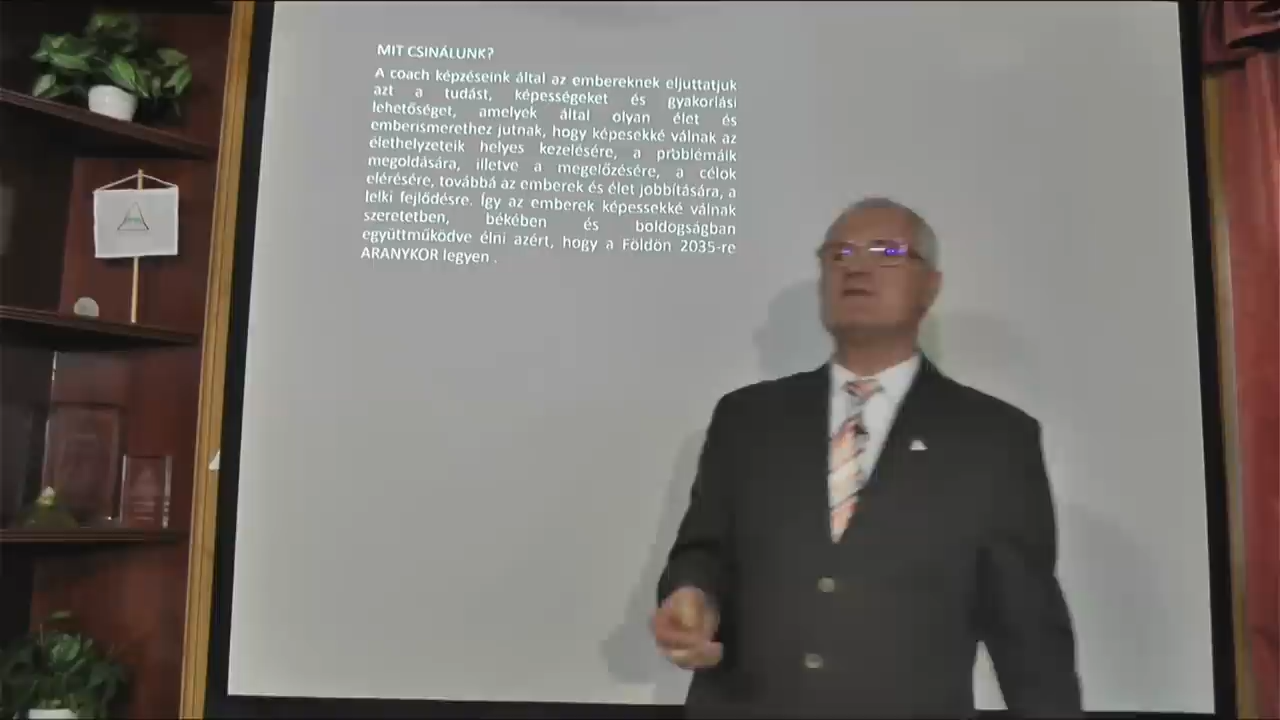 MIT CSINÁLUNK?
A coach képzéseink által az embereknek eljuttatjuk
azt a tudást, képességeket és gyakorlási
lehetőséget, amelyek által olyan élet és
emberismerethez jutnak, hogy képesekké válnak az
élethelyzeteik helyes kezelésére, a problémáik
megoldására, illetve a megelőzésére, a célok
elérésére, továbbá az emberek és élet jobbítására, a
lelki fejlődésre. Így az emberek képessekké válnak
szeretetben, békében és boldogságban
együttműködve élni azért, hogy a Földön 2035-re
ARANYKOR legyen .